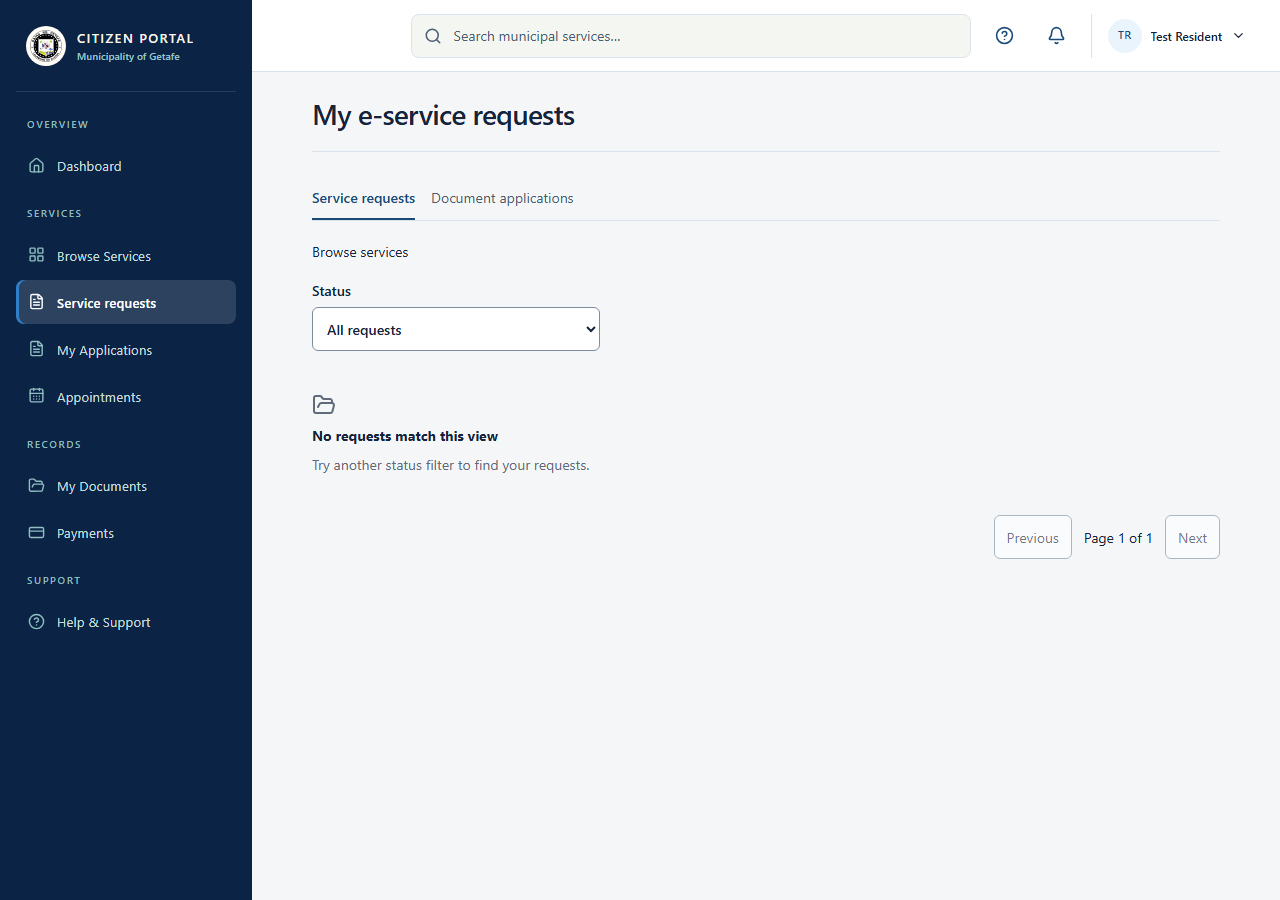 CITIZEN PORTAL
Municipality of Getafe
Search municipal services...
TR
Test Resident
OVERVIEW
Dashboard
SERVICES
Browse Services
Service requests
My Applications
Appointments
RECORDS
My Documents
Payments
SUPPORT
Help & Support
My e-service requests
Service requests
Document applications
Browse services
Status
All requests
No requests match this view
Try another status filter to find your requests.
Previous
Page 1 of 1
Next